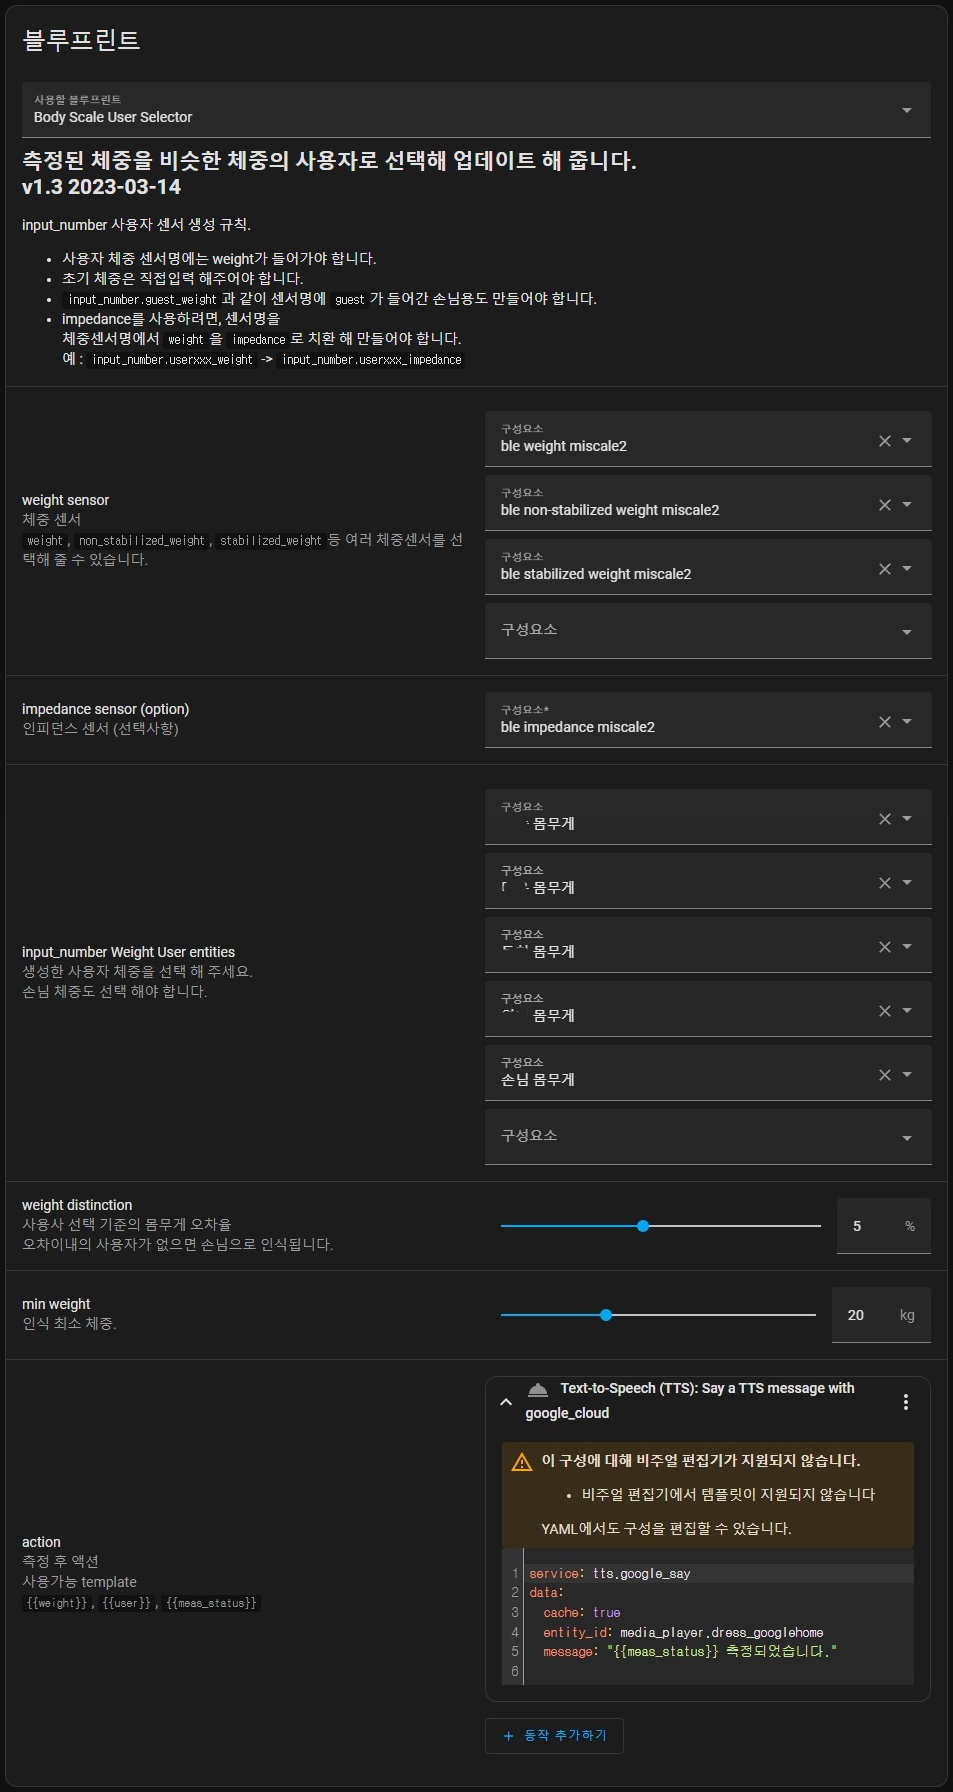 블루프린트
사용할 블루프린트
Body Scale User Selector
측정된 체중을 비슷한 체중의 사용자로 선택해 업데이트 해 줍니다.
v1.3 2023-03-14
input_number 사용자 센서 생성 규칙.
• 사용자 체중 센서명에는 weight가 들어가야 합니다.
• 초기 체중은 직접입력 해주어야 합니다.
• input_number.guest_weight 과 같이 센서명에 guest 가 들어간 손님용도 만들어야 합니다.
• impedance를 사용하려면, 센서명을
체중센서명에서 weight 을 impedance 로 치환 해 만들어야 합니다.
예 : input_number.userxxx_weight -> input_number.userxxx_impedance
weight sensor
체중 센서
weight , non_stabilized_weight , stabilized_weight 등 여러 체중센서를 선
택해 줄 수 있습니다.
구성요소
ble weight miscale2
구성요소
ble non-stabilized weight miscale2
구성요소
ble stabilized weight miscale2
구성요소
impedance sensor (option)
인피던스 센서 (선택사항)
구성요소*
ble impedance miscale2
input_number Weight User entities
생성한 사용자 체중을 선택 해 주세요.
손님 체중도 선택 해야 합니다.
구성요소
몸무게
구성요소
몸무게
구성요소
몸무게
구성요소
몸무게
구성요소
손님 몸무게
구성요소
weight distinction
사용사 선택 기준의 몸무게 오차율
오차이내의 사용자가 없으면 손님으로 인식됩니다.
5 %
min weight
인식 최소 체중.
20 kg
action
측정 후 액션
사용가능 template
{{weight}} , {{user}} , {{meas_status}}
Text-to-Speech (TTS): Say a TTS message with
google_cloud
이 구성에 대해 비주얼 편집기가 지원되지 않습니다.
• 비주얼 편집기에서 템플릿이 지원되지 않습니다
YAML에서도 구성을 편집할 수 있습니다.
1 service: tts.google_say
2 data:
3 cache: true
4 entity_id: media_player.dress_googlehome
5 message: "{{meas_status}} 측정되었습니다."
6
+ 동작 추가하기